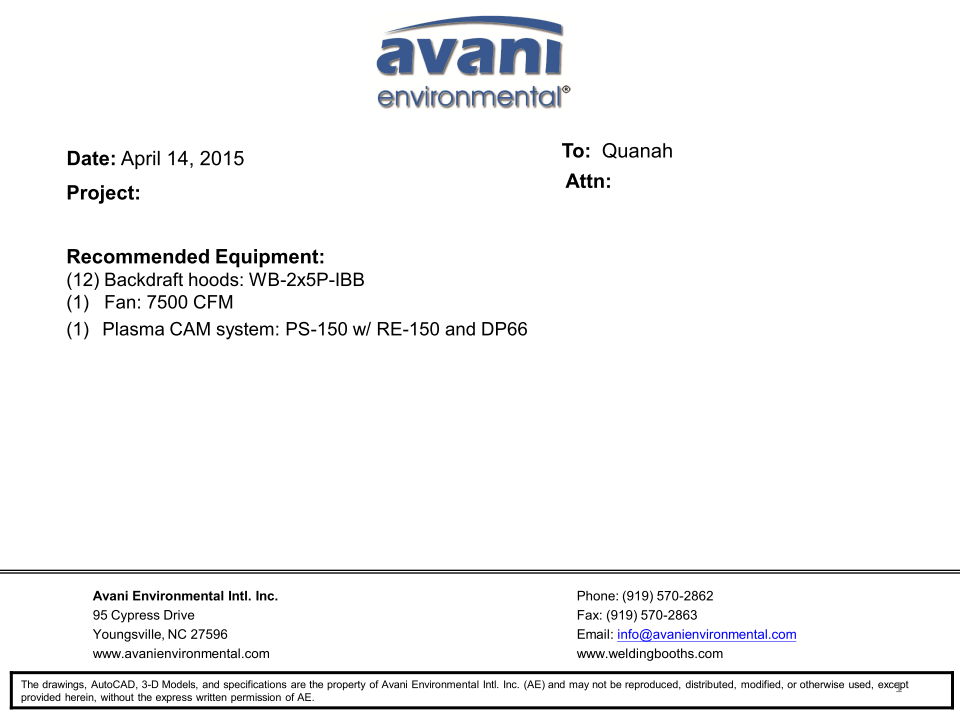 avani
environmental®
Date: April 14, 2015
To: Quanah
Attn:
Project:
Recommended Equipment:
(12) Backdraft hoods: WB-2x5P-IBB
(1) Fan: 7500 CFM
(1) Plasma CAM system: PS-150 w/ RE-150 and DP66
Avani Environmental Intl. Inc.
95 Cypress Drive
Youngsville, NC 27596
www.avanienvironmental.com
Phone: (919) 570-2862
Fax: (919) 570-2863
Email: info@avanienvironmental.com
www.weldingbooths.com
The drawings, AutoCAD, 3-D Models, and specifications are the property of Avani Environmental Intl. Inc. (AE) and may not be reproduced, distributed, modified, or otherwise used, except
provided herein, without the express written permission of AE.